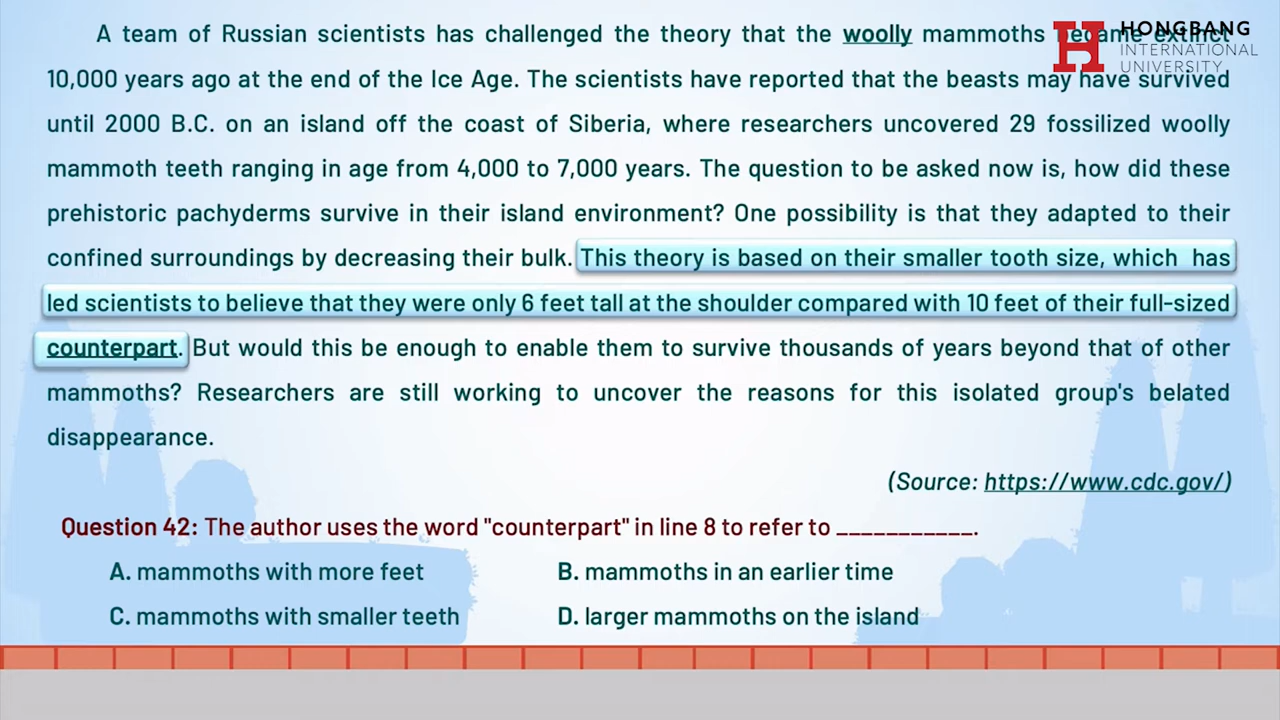 A team of Russian scientists has challenged the theory that the woolly mammoths became extinct
HONGBANG
INTERNATIONAL
UNIVERSITY
10,000 years ago at the end of the Ice Age. The scientists have reported that the beasts may have survived
until 2000 B.C. on an island off the coast of Siberia, where researchers uncovered 29 fossilized woolly
mammoth teeth ranging in age from 4,000 to 7,000 years. The question to be asked now is, how did these
prehistoric pachyderms survive in their island environment? One possibility is that they adapted to their
confined surroundings by decreasing their bulk. This theory is based on their smaller tooth size, which has
led scientists to believe that they were only 6 feet tall at the shoulder compared with 10 feet of their full-sized
counterpart. But would this be enough to enable them to survive thousands of years beyond that of other
mammoths? Researchers are still working to uncover the reasons for this isolated group's belated
disappearance.
(Source: https://www.cdc.gov/)
Question 42: The author uses the word "counterpart" in line 8 to refer to ___________.
A. mammoths with more feet
B. mammoths in an earlier time
C. mammoths with smaller teeth
D. larger mammoths on the island